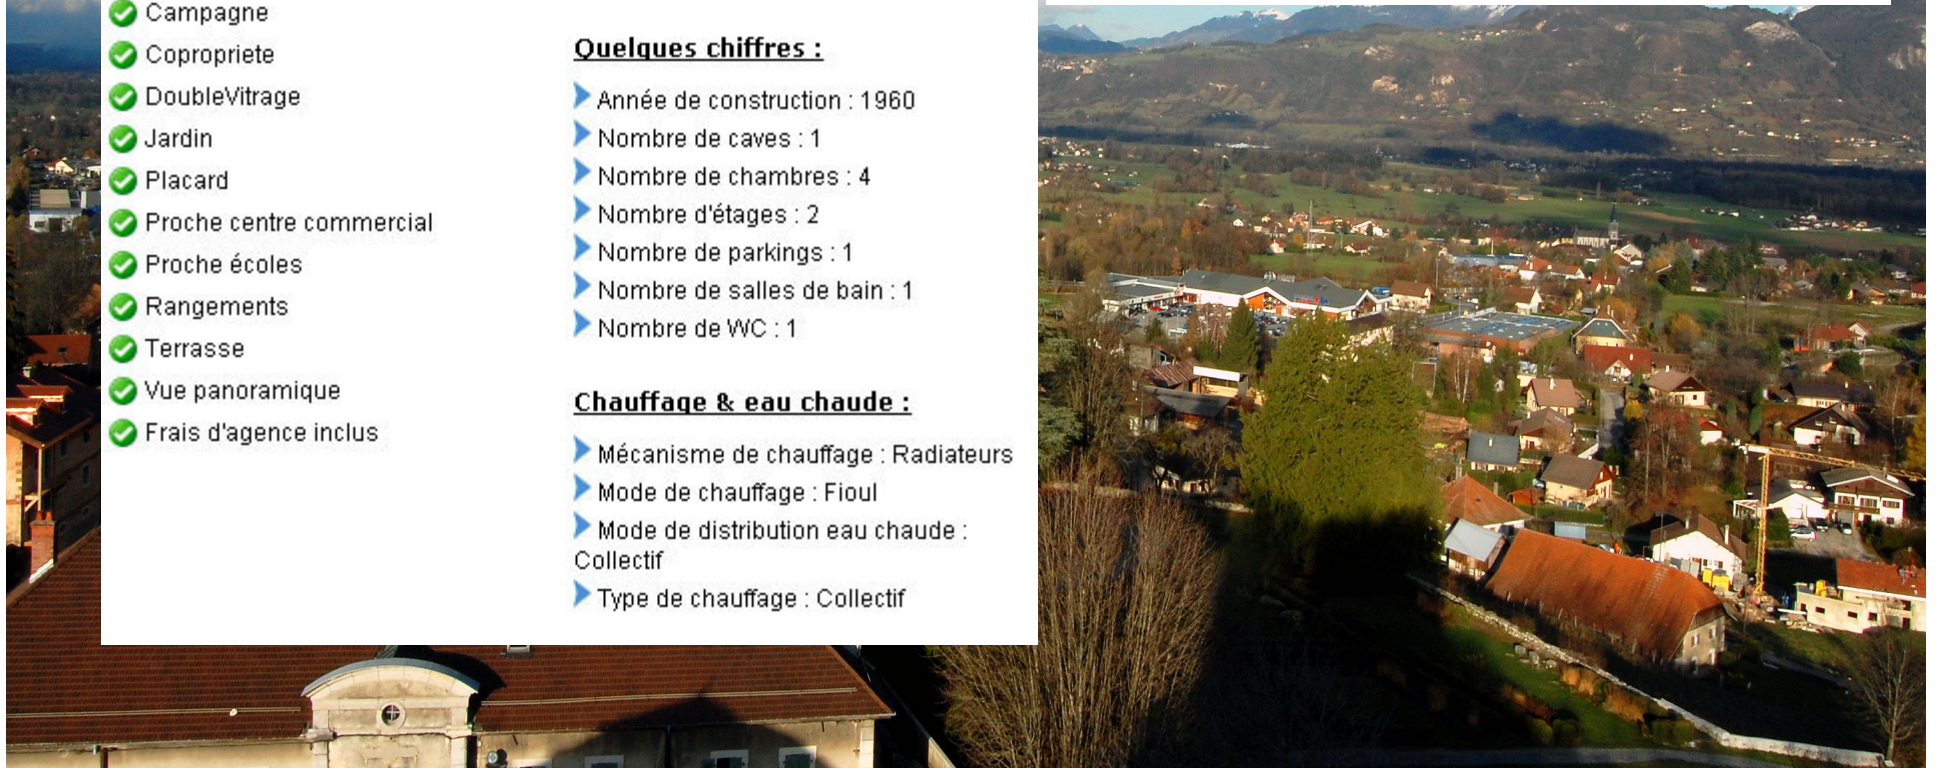 Campagne
Copropriete
DoubleVitrage
Jardin
Placard
Proche centre commercial
Proche écoles
Rangements
Terrasse
Vue panoramique
Frais d'agence inclus
Quelques chiffres :
Année de construction : 1960
Nombre de caves : 1
Nombre de chambres : 4
Nombre d'étages : 2
Nombre de parkings : 1
Nombre de salles de bain : 1
Nombre de WC : 1
Chauffage & eau chaude :
Mécanisme de chauffage : Radiateurs
Mode de chauffage : Fioul
Mode de distribution eau chaude :
Collectif
Type de chauffage : Collectif